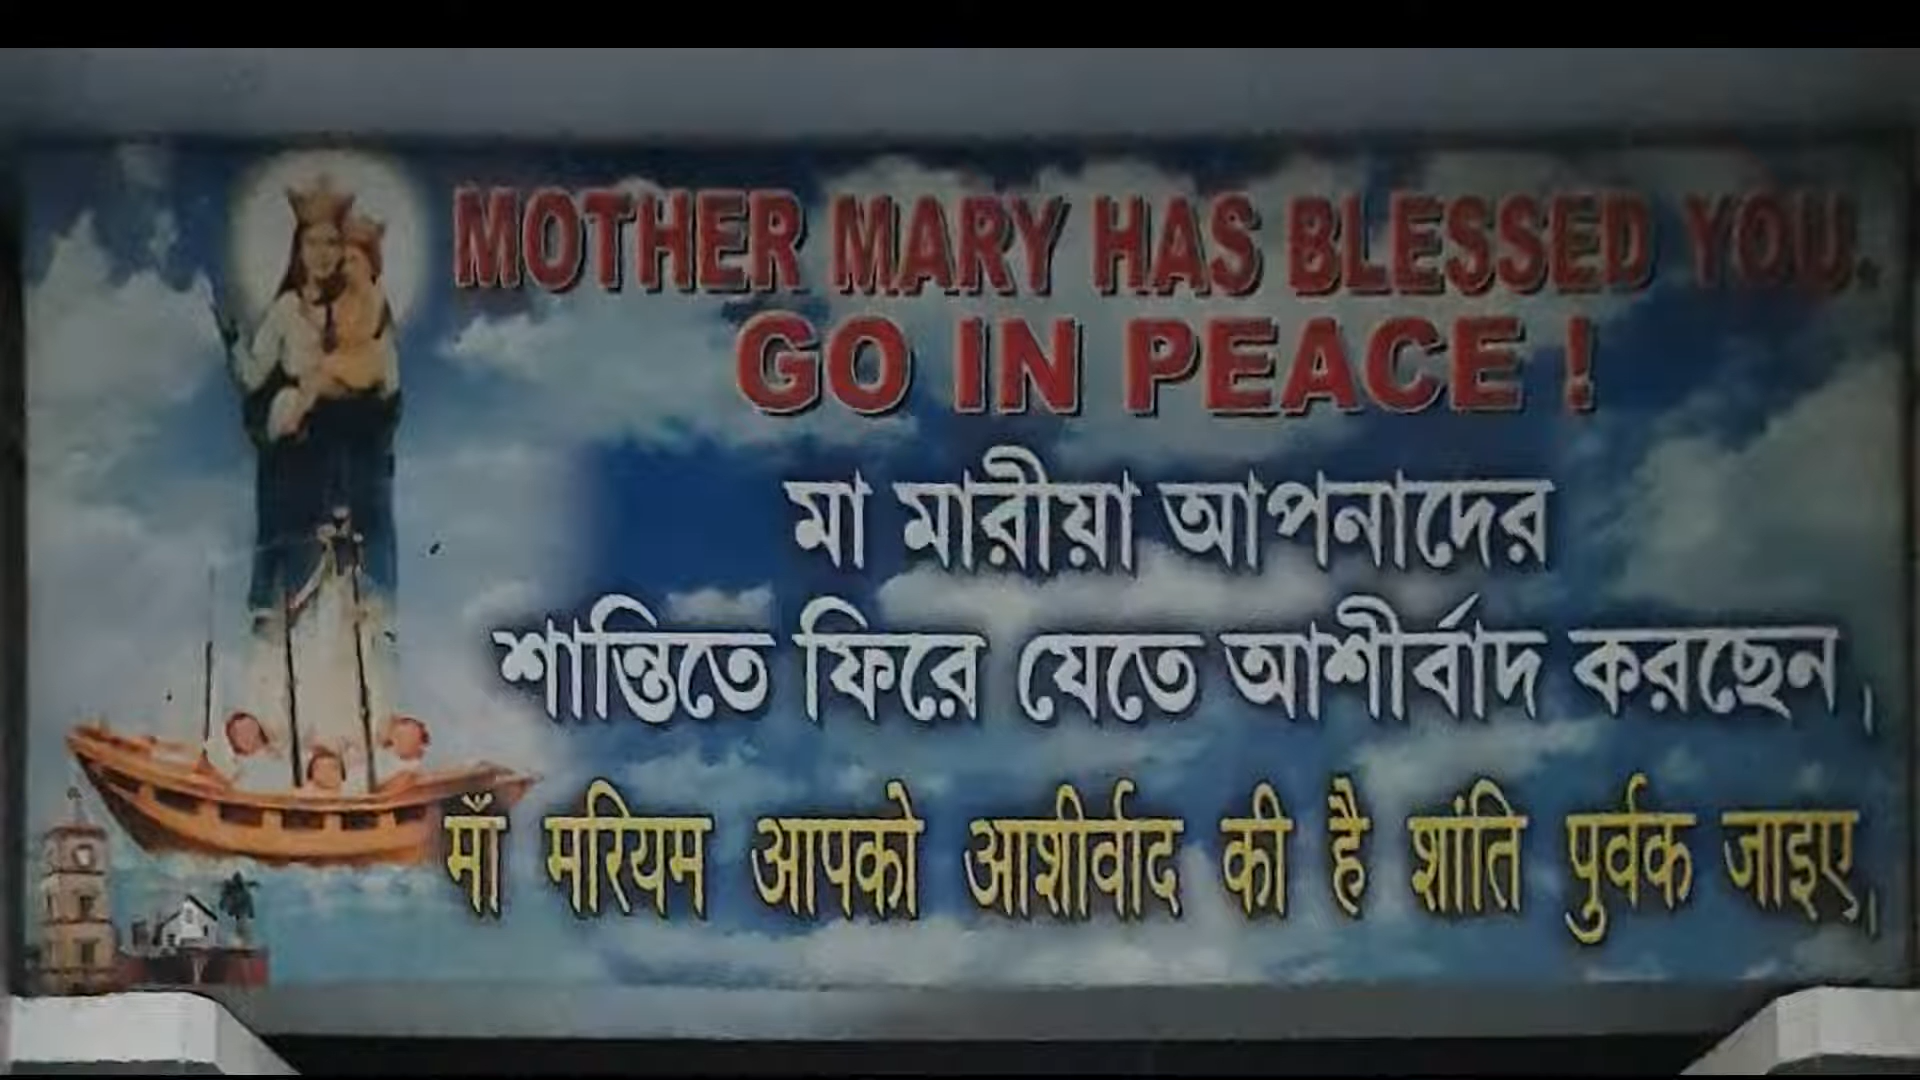 MOTHER MARY HAS BLESSED YOU.
GO IN PEACE !
মা মারীয়া আপনাদের
শান্তিতে ফিরে যেতে আশীর্বাদ করছেন।
माँ मरियम आपको आशीर्वाद की है शांति पुर्वक जाइए।